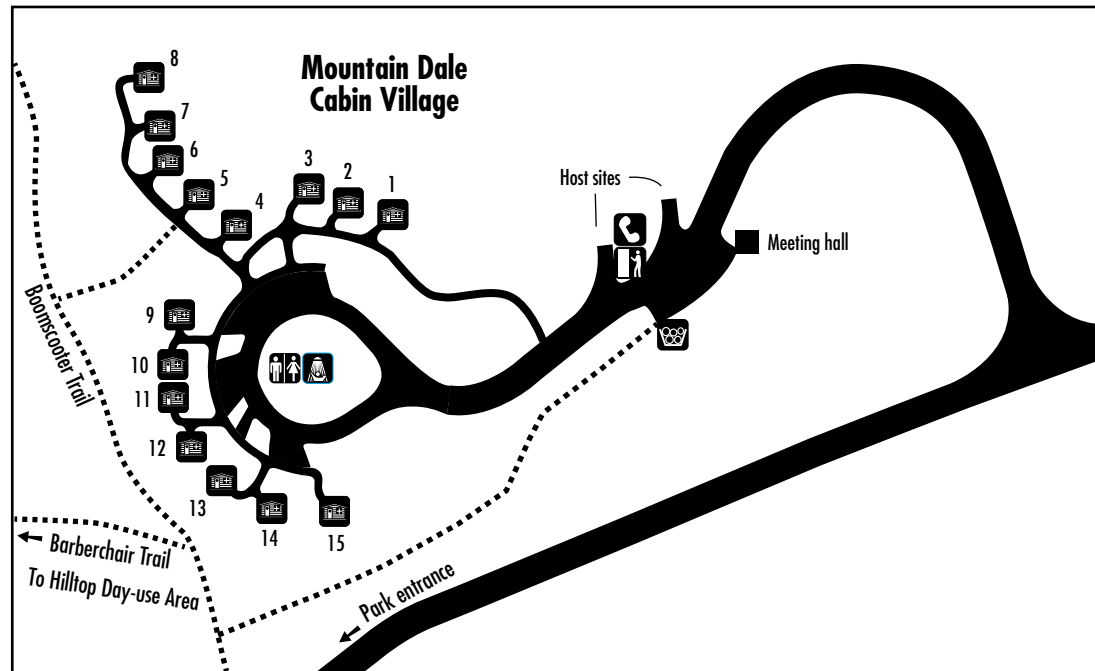 Mountain Dale
Cabin Village
8
7
6
5
4
3
2
1
Host sites
Meeting hall
9
10
11
12
13
14
15
Boomscooter Trail
Barberchair Trail
To Hilltop Day-use Area
Park entrance